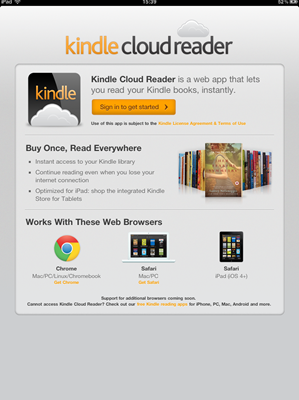 iPad 15:39 52%
kindle cloud reader
kindle
Kindle Cloud Reader is a web app that lets
you read your Kindle books, instantly.
Sign in to get started ›
Use of this app is subject to the Kindle License Agreement & Terms of Use
Buy Once, Read Everywhere
• Instant access to your Kindle library
• Continue reading even when you lose your
internet connection
• Optimized for iPad: shop the integrated Kindle
Store for Tablets
Works With These Web Browsers
Chrome
Mac/PC/Linux/Chromebook
Get Chrome
Safari
Mac/PC
Get Safari
Safari
iPad (iOS 4+)
Support for additional browsers coming soon.
Cannot access Kindle Cloud Reader? Check out our free Kindle reading apps for iPhone, PC, Mac, Android and more.